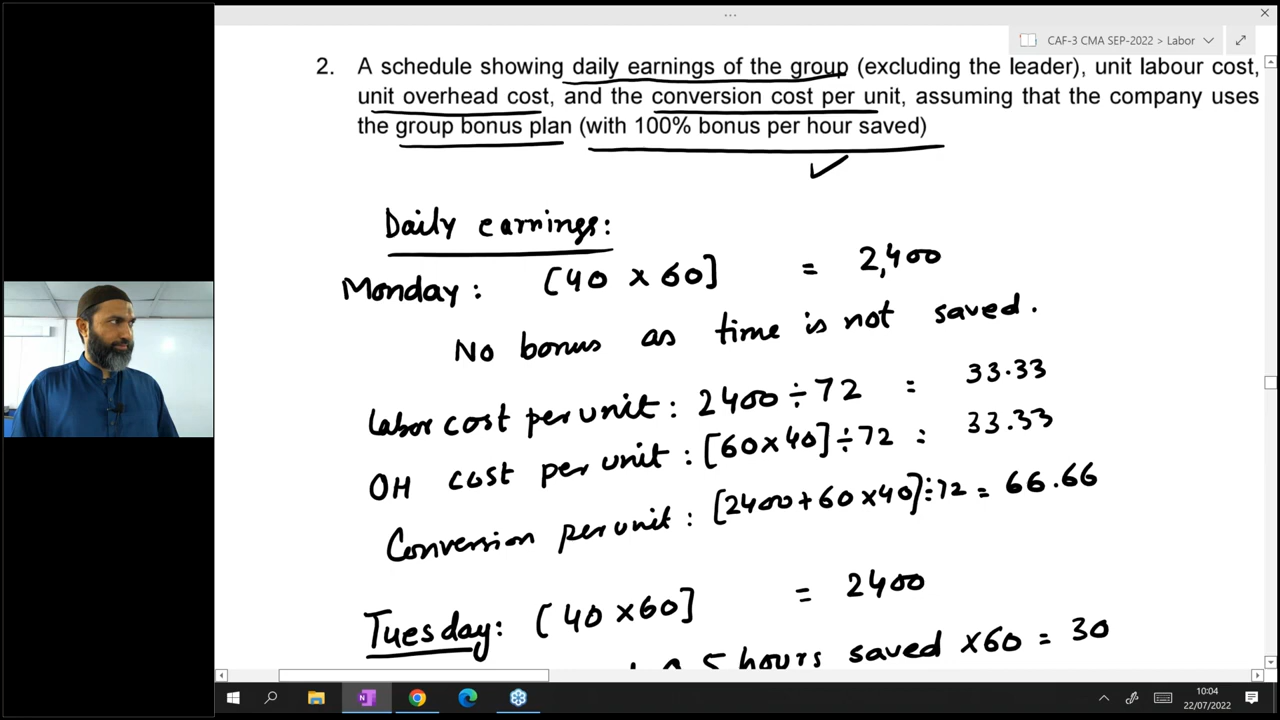 CAF-3 CMA SEP-2022 > Labor
2. A schedule showing daily earnings of the group (excluding the leader), unit labour cost,
unit overhead cost, and the conversion cost per unit, assuming that the company uses
the group bonus plan (with 100% bonus per hour saved)
Daily earnings:
Monday: [40 x 60] = 2,400
No bonus as time is not saved.
Labor cost per unit: 2400 ÷ 72 = 33.33
OH cost per unit: [60 x 40] ÷ 72 = 33.33
Conversion per unit: [2400 + 60 x 40] ÷ 72 = 66.66
Tuesday: [40 x 60] = 2400
5 hours saved x 60 = 30
10:04
22/07/2022